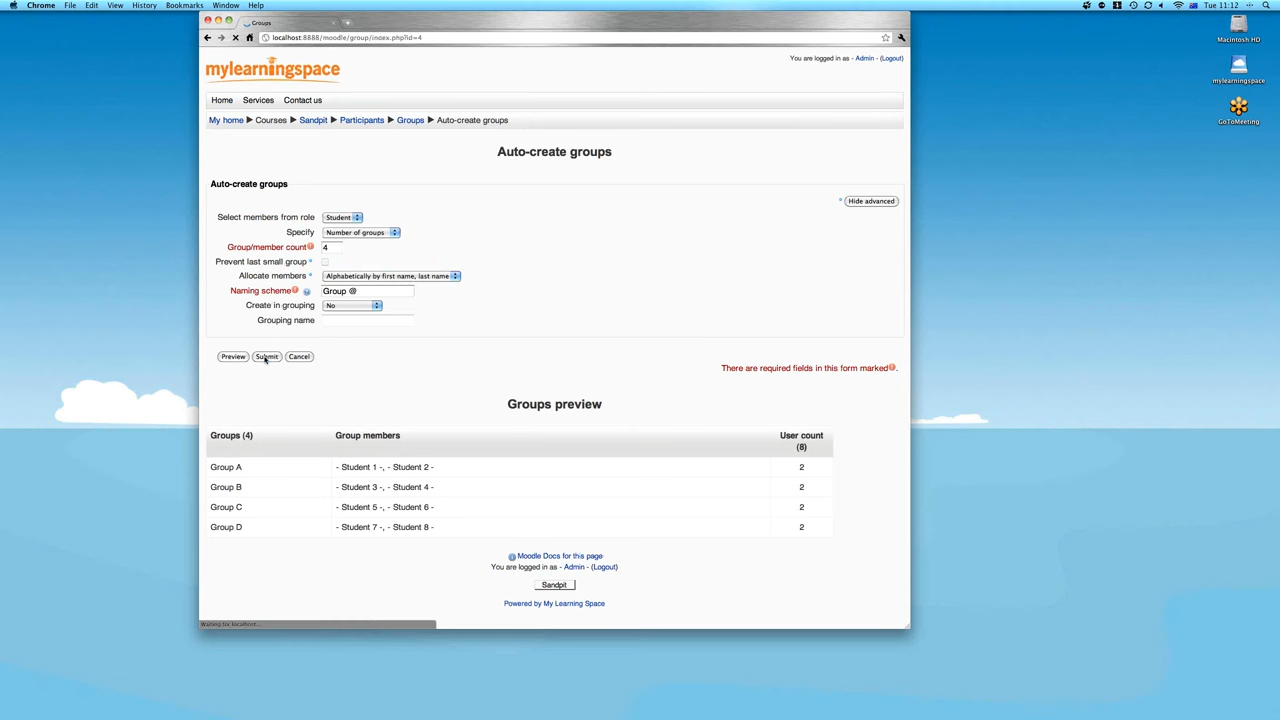 Chrome File Edit View History Bookmarks Window Help Tue 11:12
Groups
localhost:8888/moodle/group/index.php?id=4
Macintosh HD
mylearningspace
GoToMeeting
mylearningspace
You are logged in as - Admin - (Logout)
Home Services Contact us
My home ► Courses ► Sandpit ► Participants ► Groups ► Auto-create groups
Auto-create groups
Auto-create groups
* Hide advanced
Select members from role Student
Specify Number of groups
Group/member count 4
Prevent last small group *
Allocate members * Alphabetically by first name, last name
Naming scheme Group @
Create in grouping No
Grouping name
Preview Submit Cancel
There are required fields in this form marked .
Groups preview
Groups (4) Group members User count (8)
Group A - Student 1 -, - Student 2 - 2
Group B - Student 3 -, - Student 4 - 2
Group C - Student 5 -, - Student 6 - 2
Group D - Student 7 -, - Student 8 - 2
Moodle Docs for this page
You are logged in as - Admin - (Logout)
Sandpit
Powered by My Learning Space
Waiting for localhost...